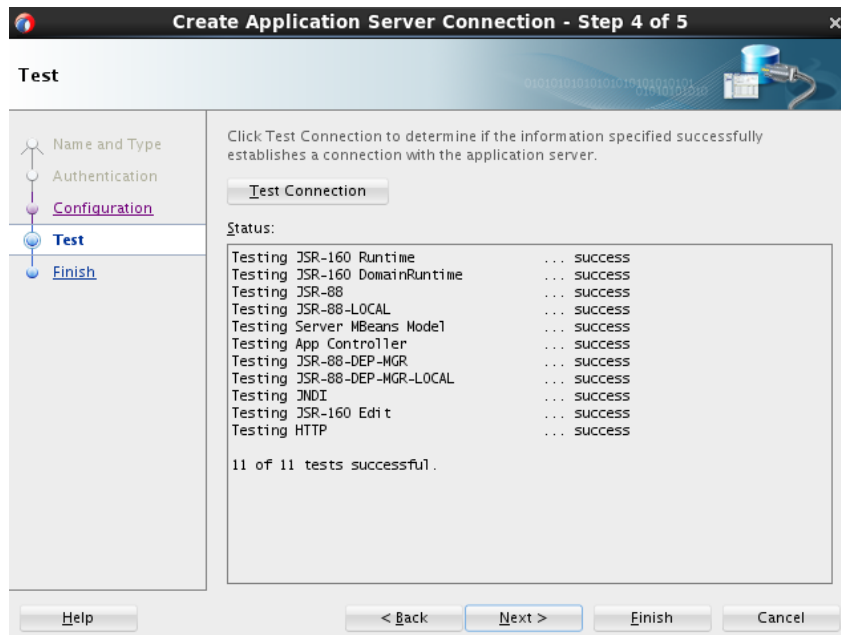 Create Application Server Connection - Step 4 of 5
Test
Name and Type
Authentication
Configuration
Test
Finish
Click Test Connection to determine if the information specified successfully
establishes a connection with the application server.
Test Connection
Status:
Testing JSR-160 Runtime ... success
Testing JSR-160 DomainRuntime ... success
Testing JSR-88 ... success
Testing JSR-88-LOCAL ... success
Testing Server MBeans Model ... success
Testing App Controller ... success
Testing JSR-88-DEP-MGR ... success
Testing JSR-88-DEP-MGR-LOCAL ... success
Testing JNDI ... success
Testing JSR-160 Edit ... success
Testing HTTP ... success
11 of 11 tests successful.
Help
< Back
Next >
Finish
Cancel